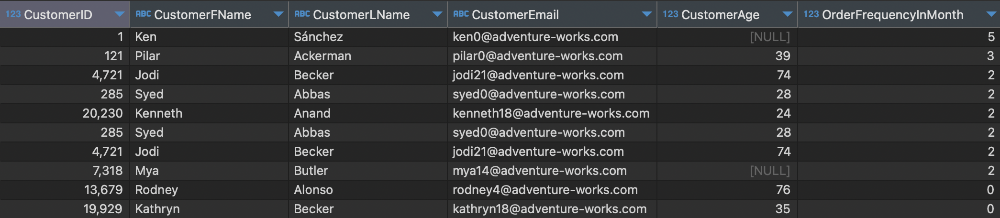 123 CustomerID ABC CustomerFName ABC CustomerLName ABC CustomerEmail 123 CustomerAge 123 OrderFrequencyInMonth
1 Ken Sánchez ken0@adventure-works.com [NULL] 5
121 Pilar Ackerman pilar0@adventure-works.com 39 3
4,721 Jodi Becker jodi21@adventure-works.com 74 2
285 Syed Abbas syed0@adventure-works.com 28 2
20,230 Kenneth Anand kenneth18@adventure-works.com 24 2
285 Syed Abbas syed0@adventure-works.com 28 2
4,721 Jodi Becker jodi21@adventure-works.com 74 2
7,318 Mya Butler mya14@adventure-works.com [NULL] 2
13,679 Rodney Alonso rodney4@adventure-works.com 76 0
19,929 Kathryn Becker kathryn18@adventure-works.com 35 0